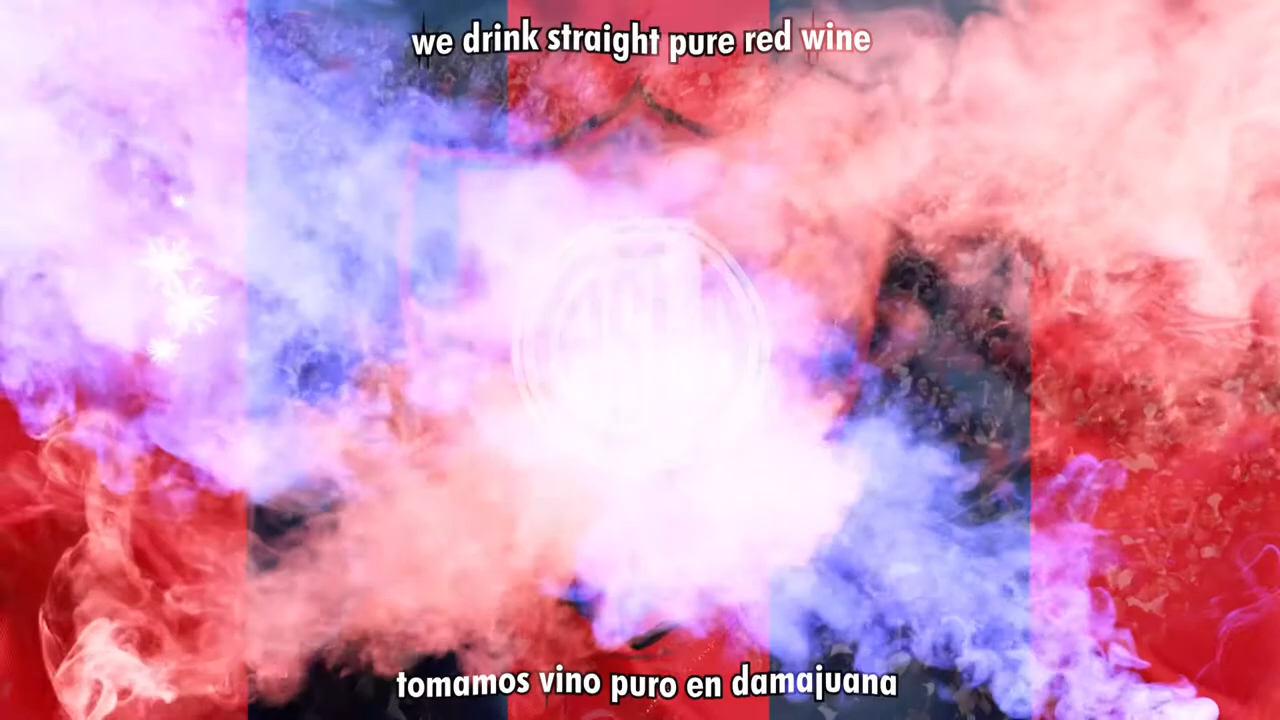 we drink straight pure red wine
tomamos vino puro en damajuana